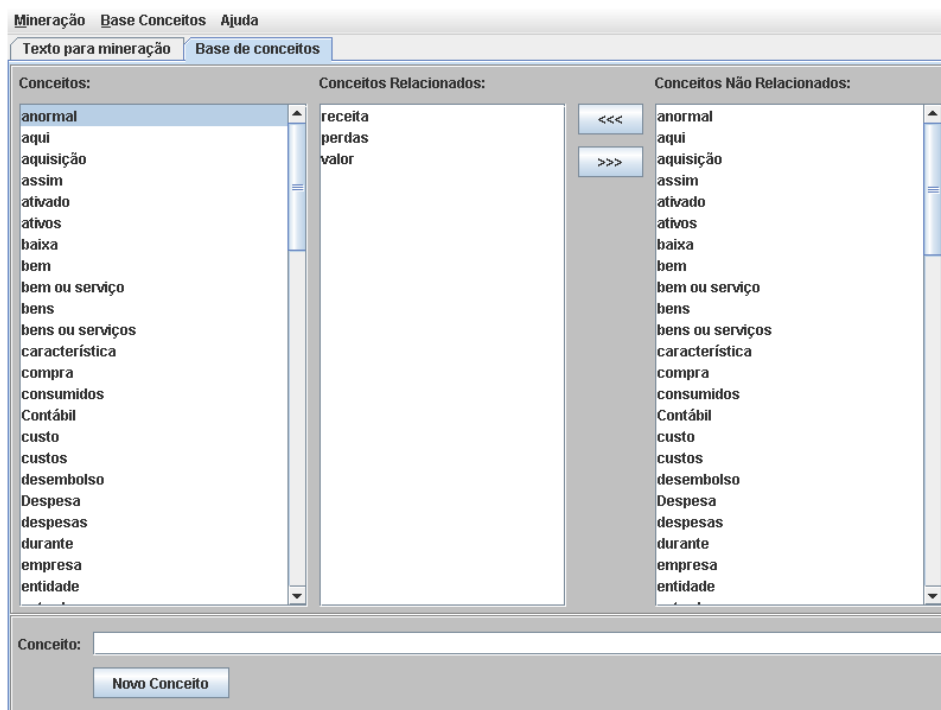 Mineração Base Conceitos Ajuda
Texto para mineração Base de conceitos
Conceitos:
anormal
aqui
aquisição
assim
ativado
ativos
baixa
bem
bem ou serviço
bens
bens ou serviços
característica
compra
consumidos
Contábil
custo
custos
desembolso
Despesa
despesas
durante
empresa
entidade
Conceitos Relacionados:
receita
perdas
valor
<<<
>>>
Conceitos Não Relacionados:
anormal
aqui
aquisição
assim
ativado
ativos
baixa
bem
bem ou serviço
bens
bens ou serviços
característica
compra
consumidos
Contábil
custo
custos
desembolso
Despesa
despesas
durante
empresa
entidade
Conceito:
Novo Conceito